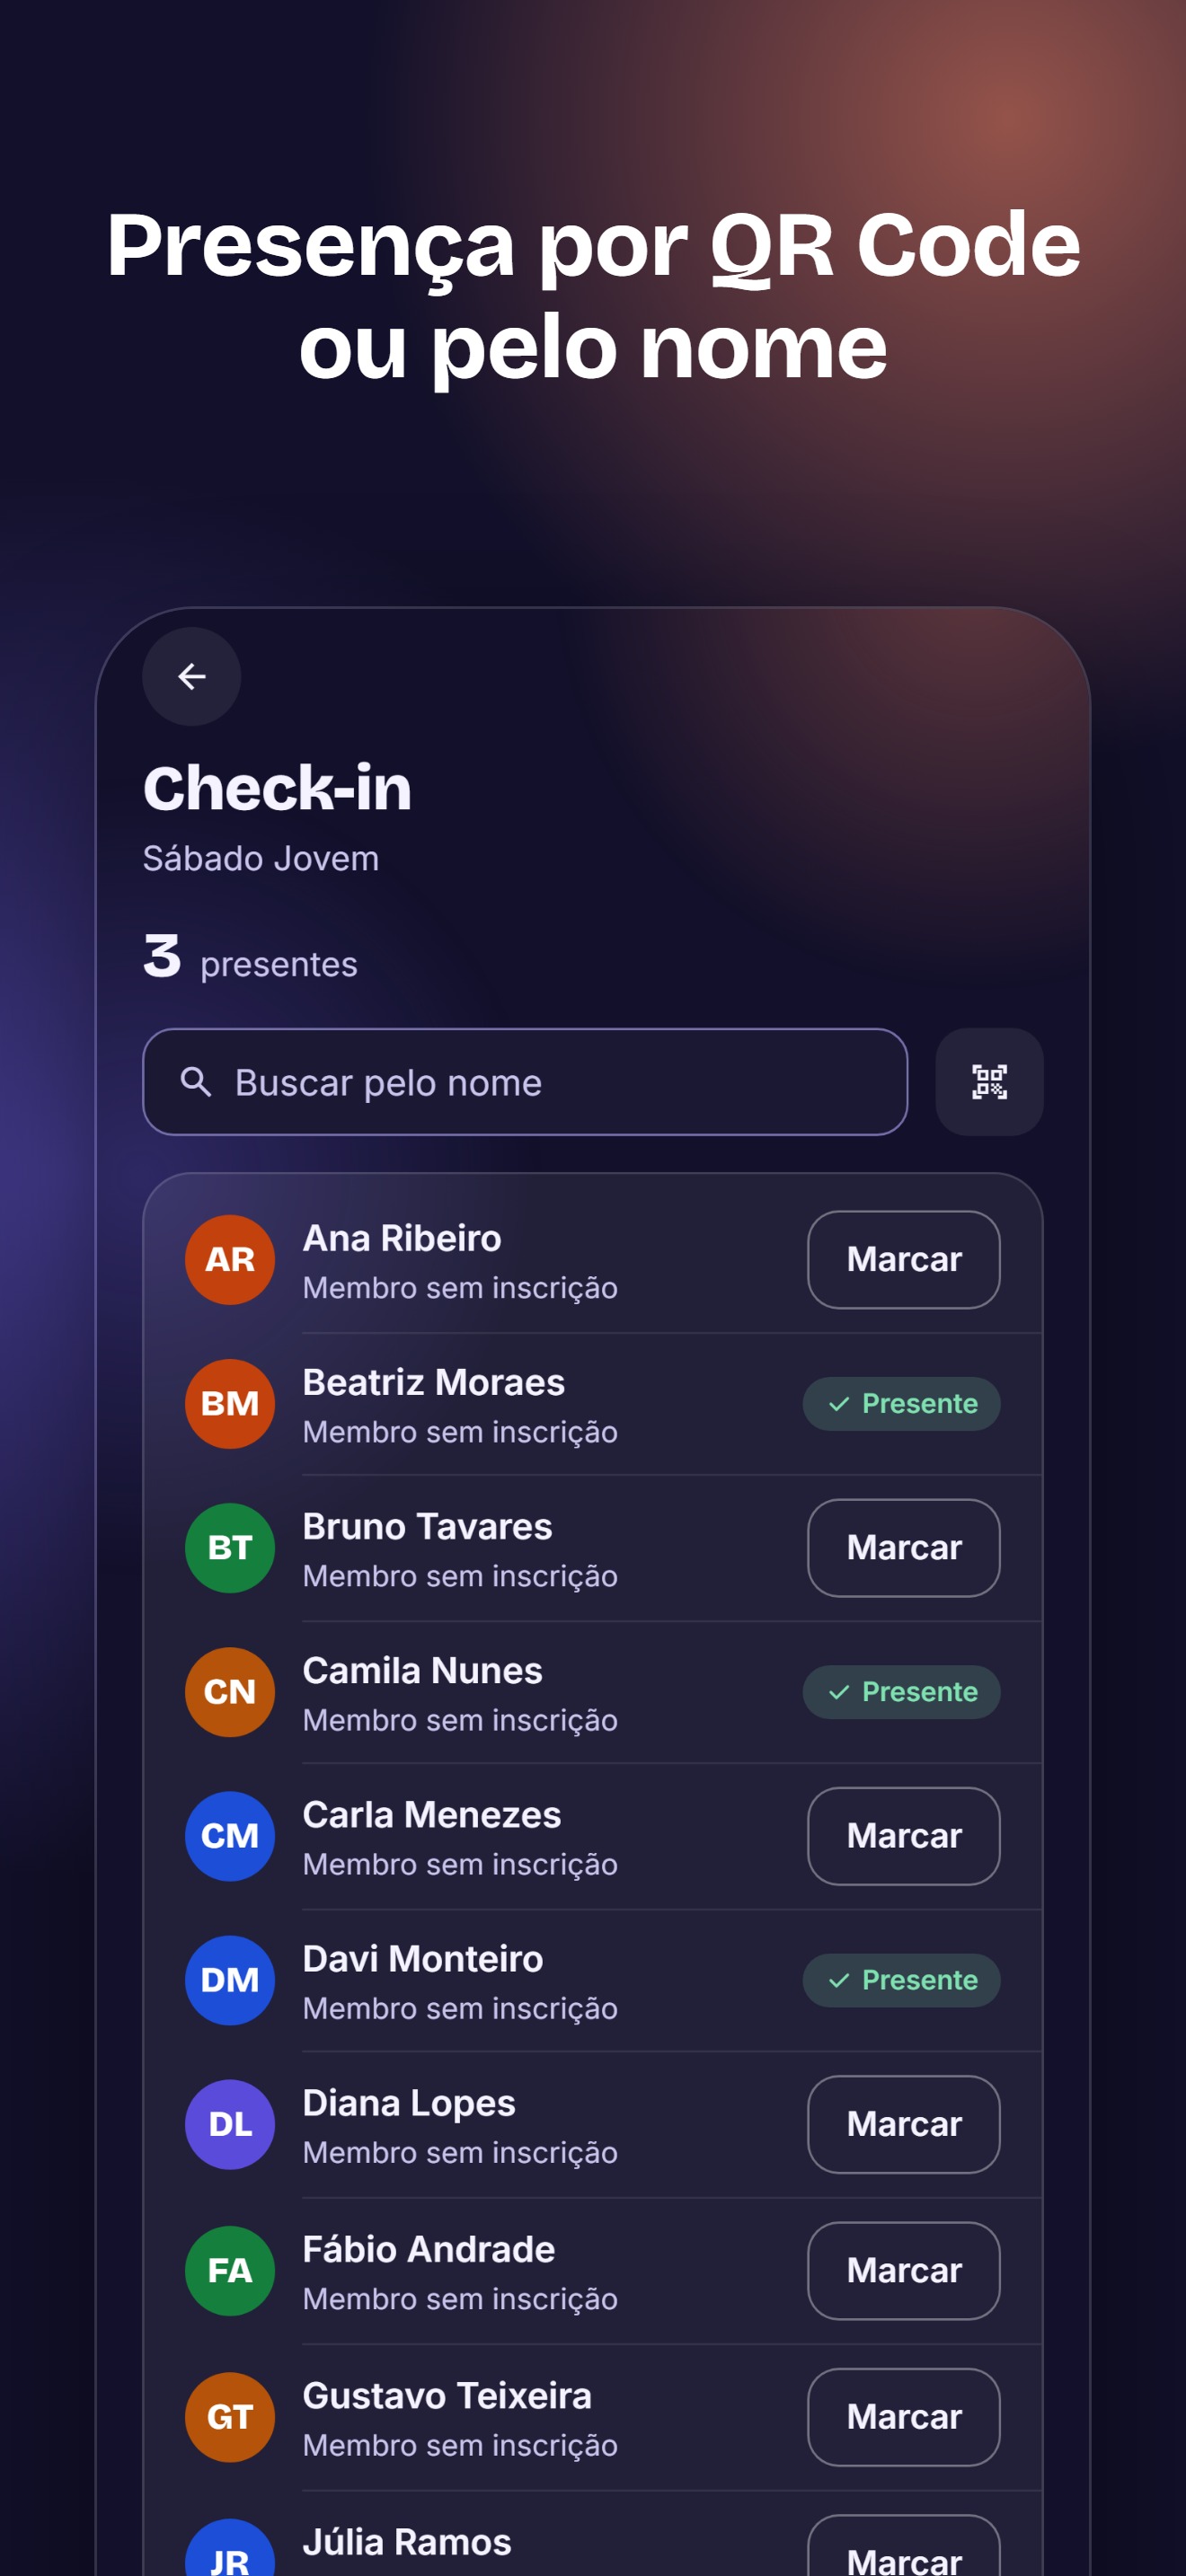 Presença por QR Code
ou pelo nome
Check-in
Sábado Jovem
3 presentes
Buscar pelo nome
AR Ana Ribeiro Marcar
Membro sem inscrição
BM Beatriz Moraes Presente
Membro sem inscrição
BT Bruno Tavares Marcar
Membro sem inscrição
CN Camila Nunes Presente
Membro sem inscrição
CM Carla Menezes Marcar
Membro sem inscrição
DM Davi Monteiro Presente
Membro sem inscrição
DL Diana Lopes Marcar
Membro sem inscrição
FA Fábio Andrade Marcar
Membro sem inscrição
GT Gustavo Teixeira Marcar
Membro sem inscrição
JR Júlia Ramos Marcar